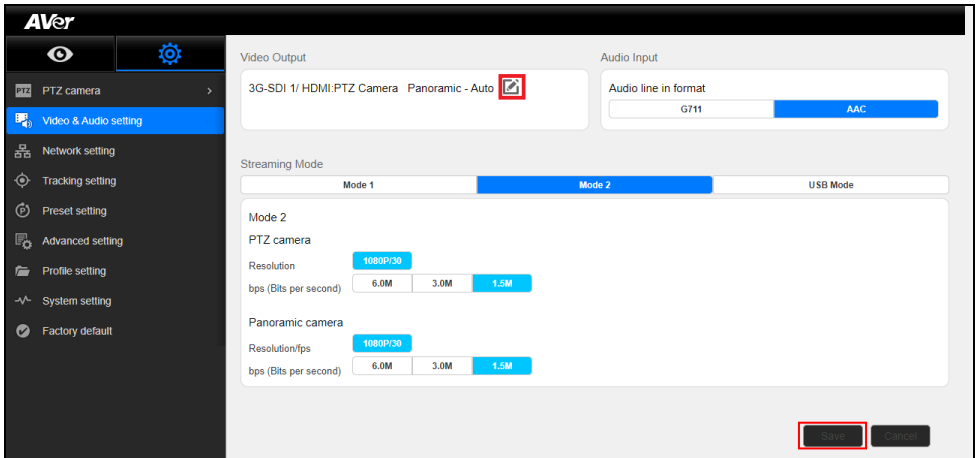 AVer
PTZ PTZ camera >
Video & Audio setting
Network setting
Tracking setting
P Preset setting
Advanced setting
Profile setting
System setting
Factory default
Video Output
3G-SDI 1/ HDMI:PTZ Camera Panoramic - Auto
Audio Input
Audio line in format
G711 AAC
Streaming Mode
Mode 1 Mode 2 USB Mode
Mode 2
PTZ camera
Resolution 1080P/30
bps (Bits per second) 6.0M 3.0M 1.5M
Panoramic camera
Resolution/fps 1080P/30
bps (Bits per second) 6.0M 3.0M 1.5M
Save Cancel